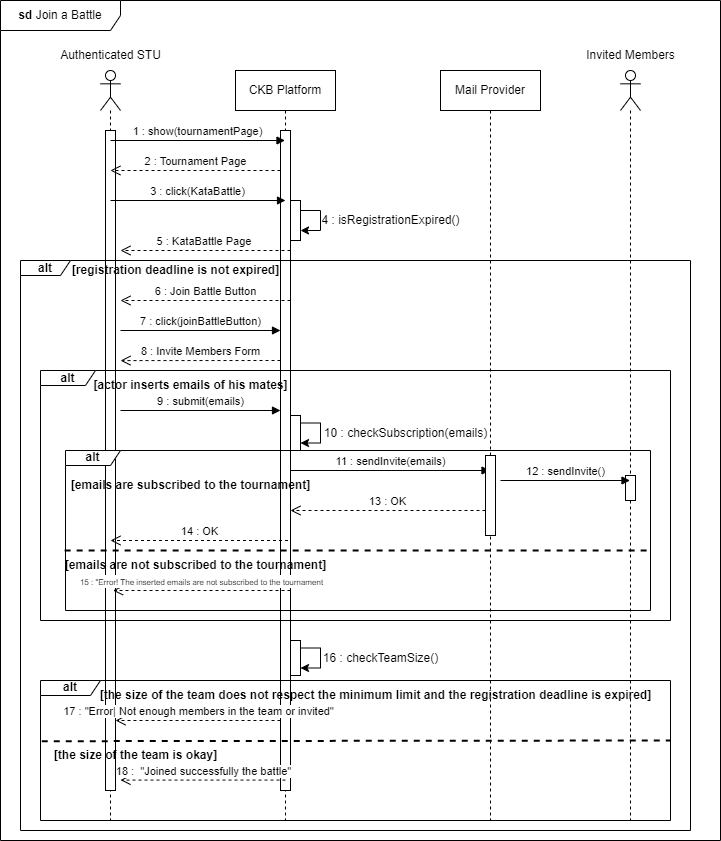 sd Join a Battle
Authenticated STU
CKB Platform
Mail Provider
Invited Members
1 : show(tournamentPage)
2 : Tournament Page
3 : click(KataBattle)
4 : isRegistrationExpired()
5 : KataBattle Page
alt
[registration deadline is not expired]
6 : Join Battle Button
7 : click(joinBattleButton)
8 : Invite Members Form
alt
[actor inserts emails of his mates]
9 : submit(emails)
10 : checkSubscription(emails)
alt
11 : sendInvite(emails)
12 : sendInvite()
[emails are subscribed to the tournament]
13 : OK
14 : OK
[emails are not subscribed to the tournament]
15 : "Error! The inserted emails are not subscribed to the tournament
16 : checkTeamSize()
alt
[the size of the team does not respect the minimum limit and the registration deadline is expired]
17 : "Error! Not enough members in the team or invited"
[the size of the team is okay]
18 : "Joined successfully the battle"